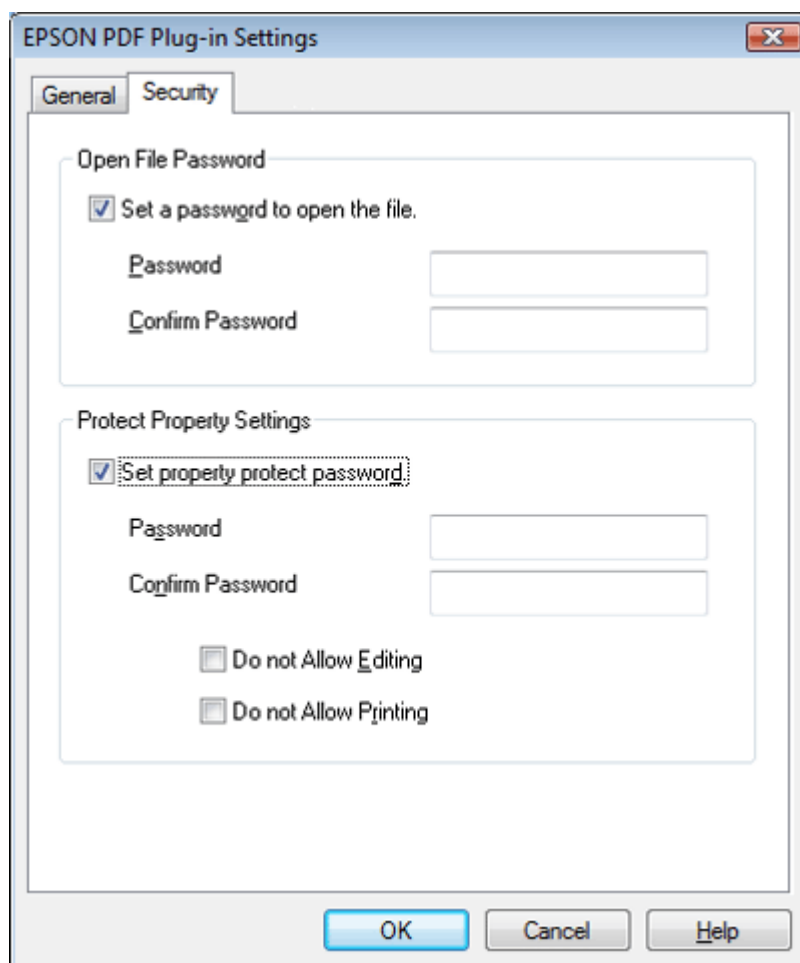 EPSON PDF Plug-in Settings
General Security
Open File Password
Set a password to open the file.
Password
Confirm Password
Protect Property Settings
Set property protect password.
Password
Confirm Password
Do not Allow Editing
Do not Allow Printing
OK Cancel Help